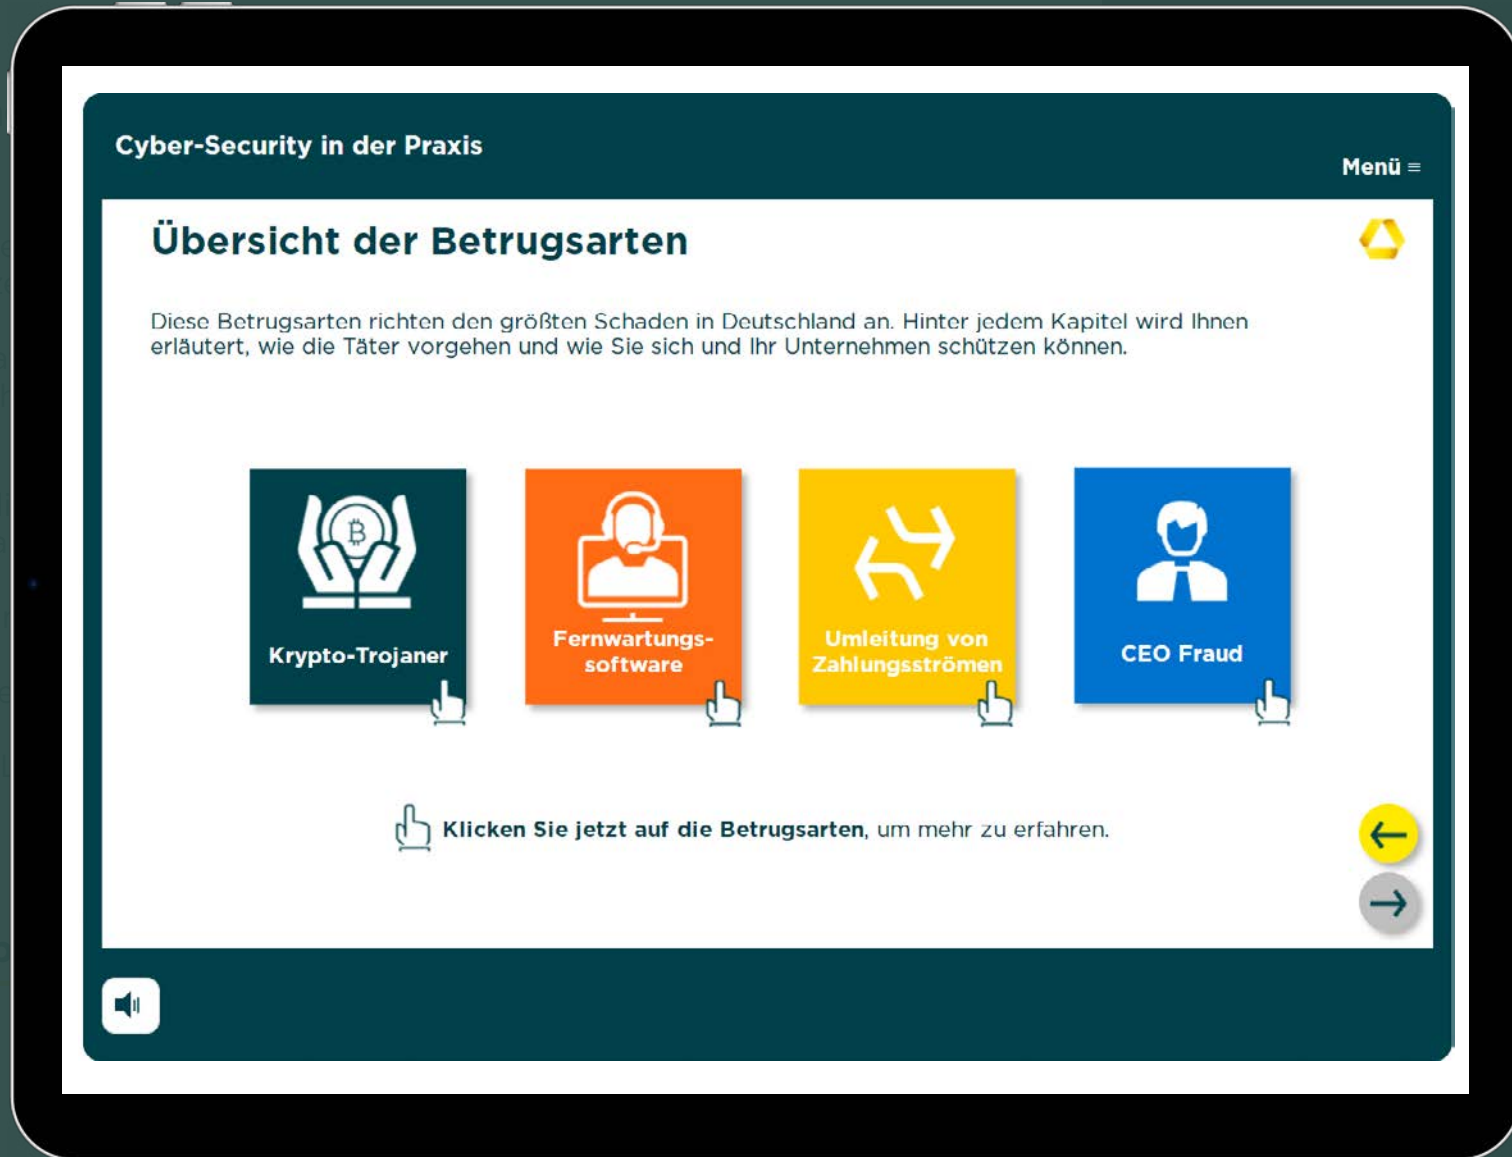 Cyber-Security in der Praxis
Menü ≡
Übersicht der Betrugsarten
Diese Betrugsarten richten den größten Schaden in Deutschland an. Hinter jedem Kapitel wird Ihnen
erläutert, wie die Täter vorgehen und wie Sie sich und Ihr Unternehmen schützen können.
Krypto-Trojaner
Fernwartungs-
software
Umleitung von
Zahlungsströmen
CEO Fraud
Klicken Sie jetzt auf die Betrugsarten, um mehr zu erfahren.